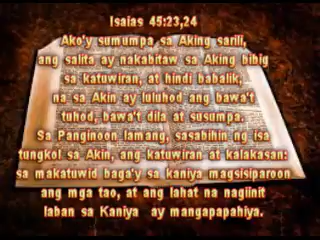 Isaias 45:23,24
Ako'y sumumpa sa Aking sarili,
ang salita ay nakabitaw sa Aking bibig
sa katuwiran, at hindi babalik,
na sa Akin ay luluhod ang bawa't
tuhod, bawa't dila at susumpa.
Sa Panginoon lamang, sasabihin ng isa
tungkol sa Akin, ang katuwiran at kalakasan:
sa makatuwid baga'y sa kaniya magsisiparoon
ang mga tao, at ang lahat na nagiinit
laban sa Kaniya ay mangapapahiya.